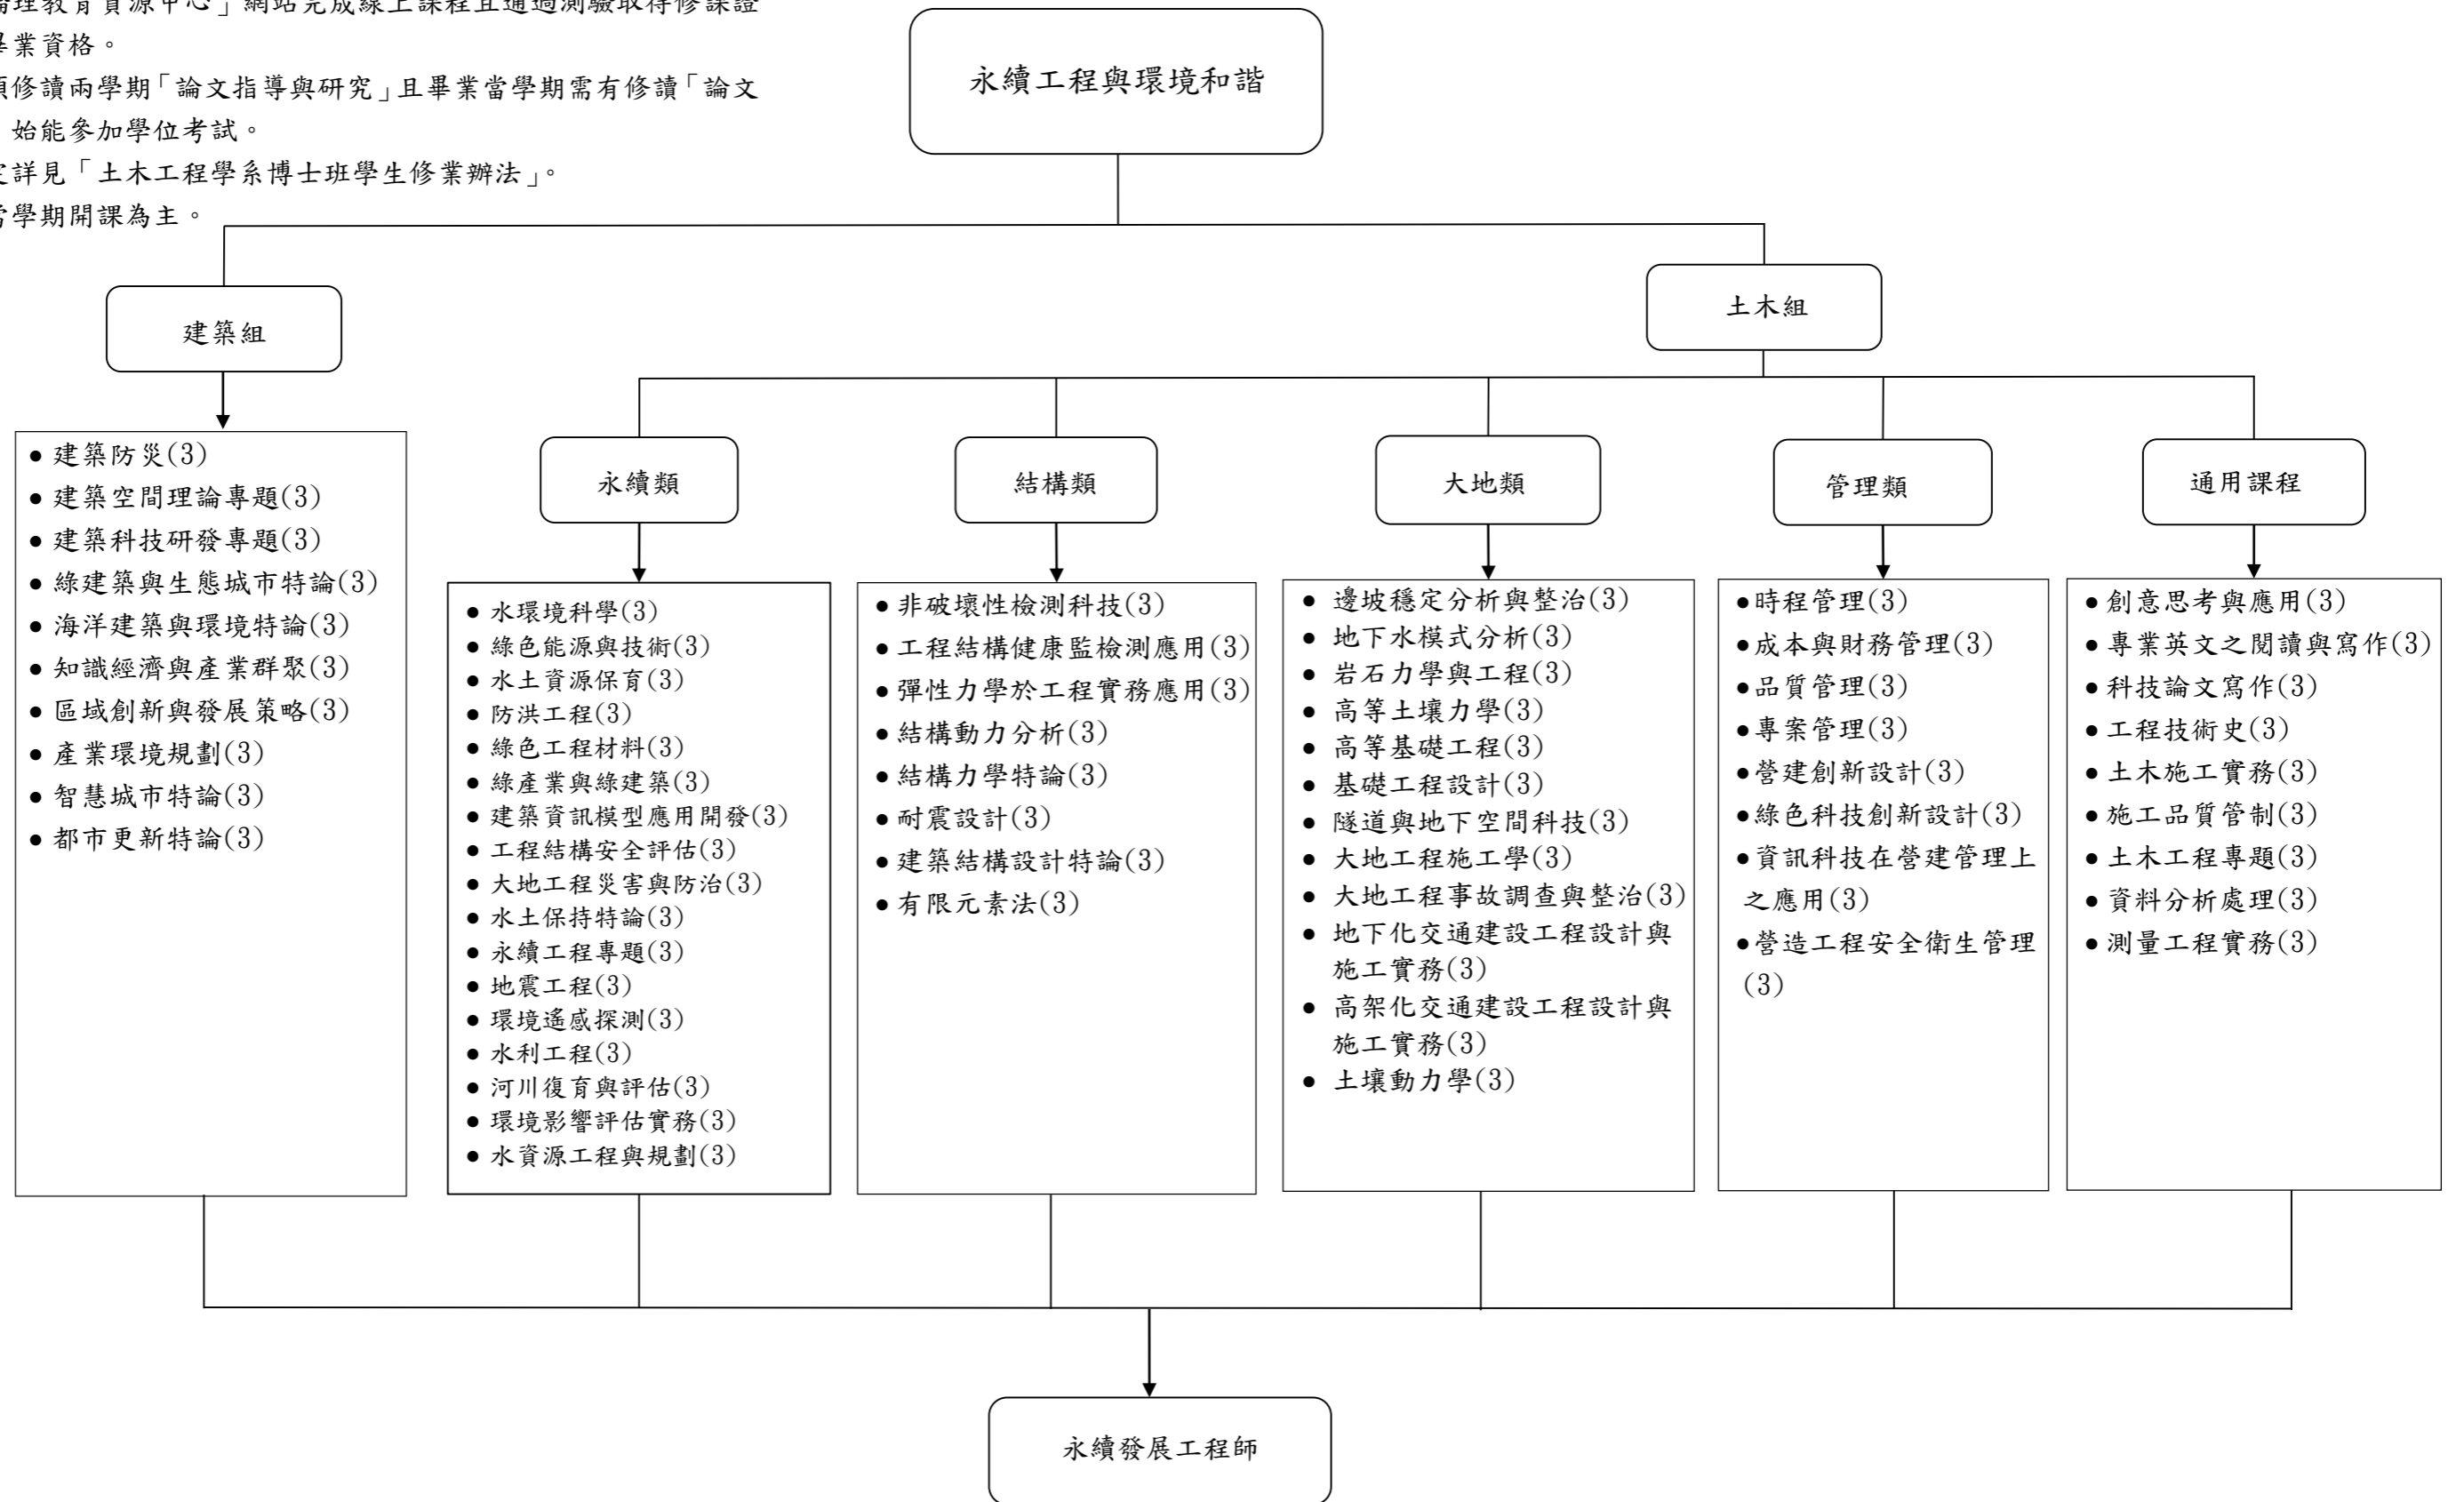 倫理教育資源中心」網站完成線上課程且通過測驗取得修課證
畢業資格。
須修讀兩學期「論文指導與研究」且畢業當學期需有修讀「論文
始能參加學位考試。
定詳見「土木工程學系博士班學生修業辦法」。
當學期開課為主。
永續工程與環境和諧
建築組
土木組
● 建築防災(3)
● 建築空間理論專題(3)
● 建築科技研發專題(3)
● 綠建築與生態城市特論(3)
● 海洋建築與環境特論(3)
● 知識經濟與產業群聚(3)
● 區域創新與發展策略(3)
● 產業環境規劃(3)
● 智慧城市特論(3)
● 都市更新特論(3)
永續類
● 水環境科學(3)
● 綠色能源與技術(3)
● 水土資源保育(3)
● 防洪工程(3)
● 綠色工程材料(3)
● 綠產業與綠建築(3)
● 建築資訊模型應用開發(3)
● 工程結構安全評估(3)
● 大地工程災害與防治(3)
● 水土保持特論(3)
● 永續工程專題(3)
● 地震工程(3)
● 環境遙感探測(3)
● 水利工程(3)
● 河川復育與評估(3)
● 環境影響評估實務(3)
● 水資源工程與規劃(3)
結構類
● 非破壞性檢測科技(3)
● 工程結構健康監檢測應用(3)
● 彈性力學於工程實務應用(3)
● 結構動力分析(3)
● 結構力學特論(3)
● 耐震設計(3)
● 建築結構設計特論(3)
● 有限元素法(3)
大地類
● 邊坡穩定分析與整治(3)
● 地下水模式分析(3)
● 岩石力學與工程(3)
● 高等土壤力學(3)
● 高等基礎工程(3)
● 基礎工程設計(3)
● 隧道與地下空間科技(3)
● 大地工程施工學(3)
● 大地工程事故調查與整治(3)
● 地下化交通建設工程設計與
施工實務(3)
● 高架化交通建設工程設計與
施工實務(3)
● 土壤動力學(3)
管理類
●時程管理(3)
●成本與財務管理(3)
●品質管理(3)
●專案管理(3)
●營建創新設計(3)
●綠色科技創新設計(3)
●資訊科技在營建管理上
之應用(3)
●營造工程安全衛生管理
(3)
通用課程
● 創意思考與應用(3)
● 專業英文之閱讀與寫作(3)
● 科技論文寫作(3)
● 工程技術史(3)
● 土木施工實務(3)
● 施工品質管制(3)
● 土木工程專題(3)
● 資料分析處理(3)
● 測量工程實務(3)
永續發展工程師